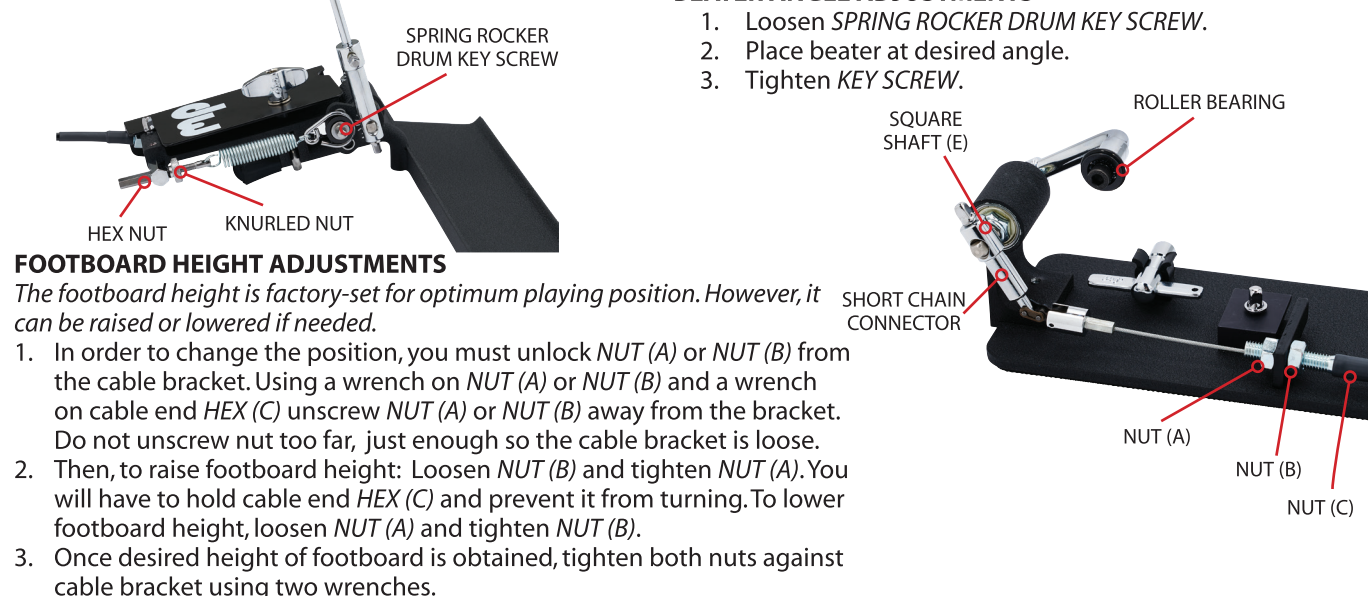 1. Loosen SPRING ROCKER DRUM KEY SCREW.
2. Place beater at desired angle.
3. Tighten KEY SCREW.
SPRING ROCKER
DRUM KEY SCREW
dw
HEX NUT
KNURLED NUT
SQUARE
SHAFT (E)
ROLLER BEARING
SHORT CHAIN
CONNECTOR
NUT (A)
NUT (B)
NUT (C)
FOOTBOARD HEIGHT ADJUSTMENTS
The footboard height is factory-set for optimum playing position. However, it
can be raised or lowered if needed.
1. In order to change the position, you must unlock NUT (A) or NUT (B) from
the cable bracket. Using a wrench on NUT (A) or NUT (B) and a wrench
on cable end HEX (C) unscrew NUT (A) or NUT (B) away from the bracket.
Do not unscrew nut too far, just enough so the cable bracket is loose.
2. Then, to raise footboard height: Loosen NUT (B) and tighten NUT (A). You
will have to hold cable end HEX (C) and prevent it from turning. To lower
footboard height, loosen NUT (A) and tighten NUT (B).
3. Once desired height of footboard is obtained, tighten both nuts against
cable bracket using two wrenches.